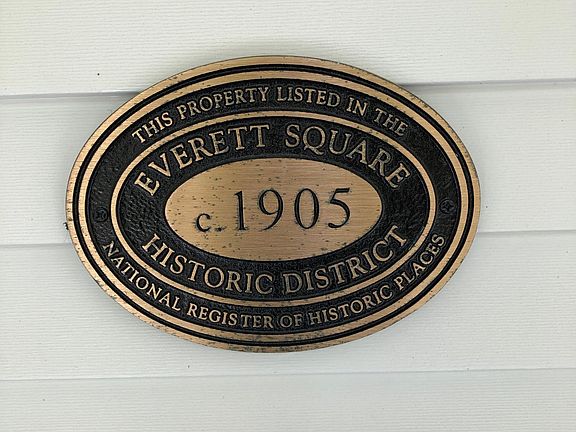 THIS PROPERTY LISTED IN THE
EVERETT SQUARE
c. 1905
HISTORIC DISTRICT
NATIONAL REGISTER OF HISTORIC PLACES